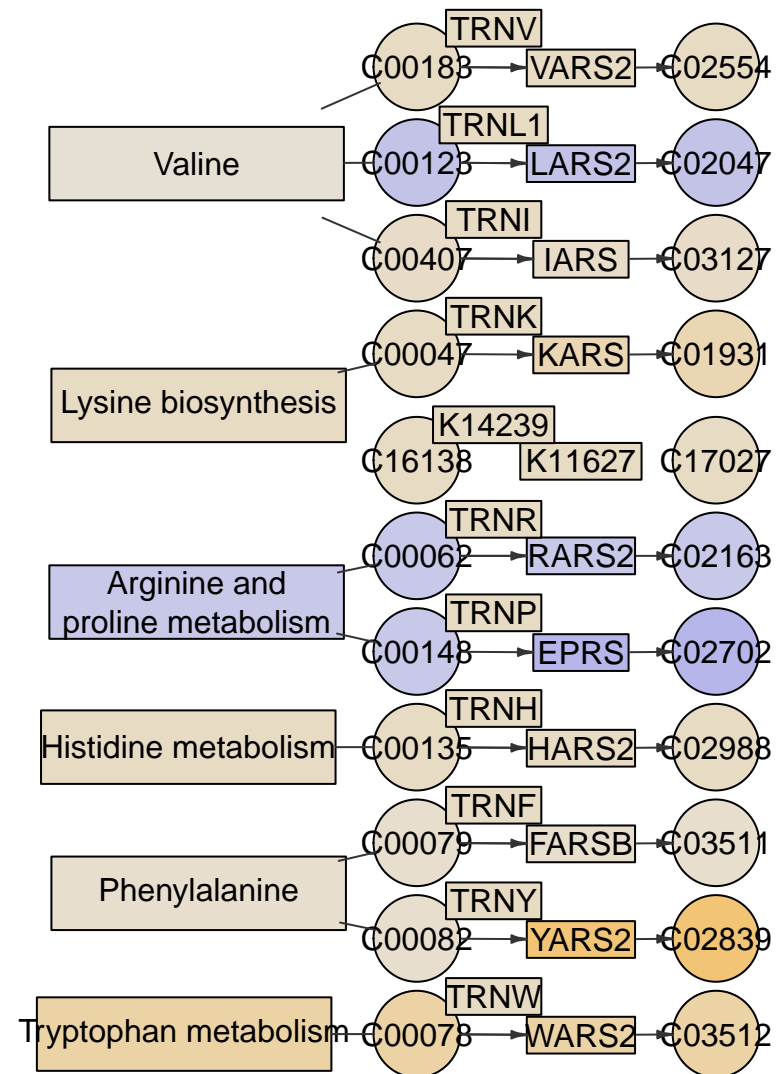 TRNV
C00183
VARS2
C02554
Valine
TRNL1
C00123
LARS2
C02047
TRNI
C00407
IARS
C03127
TRNK
C00047
KARS
C01931
Lysine biosynthesis
K14239
C16138
K11627
C17027
TRNR
C00062
RARS2
C02163
Arginine and
proline metabolism
TRNP
C00148
EPRS
C02702
TRNH
Histidine metabolism
C00135
HARS2
C02988
TRNF
C00079
FARSB
C03511
Phenylalanine
TRNY
C00082
YARS2
C02839
TRNW
Tryptophan metabolism
C00078
WARS2
C03512